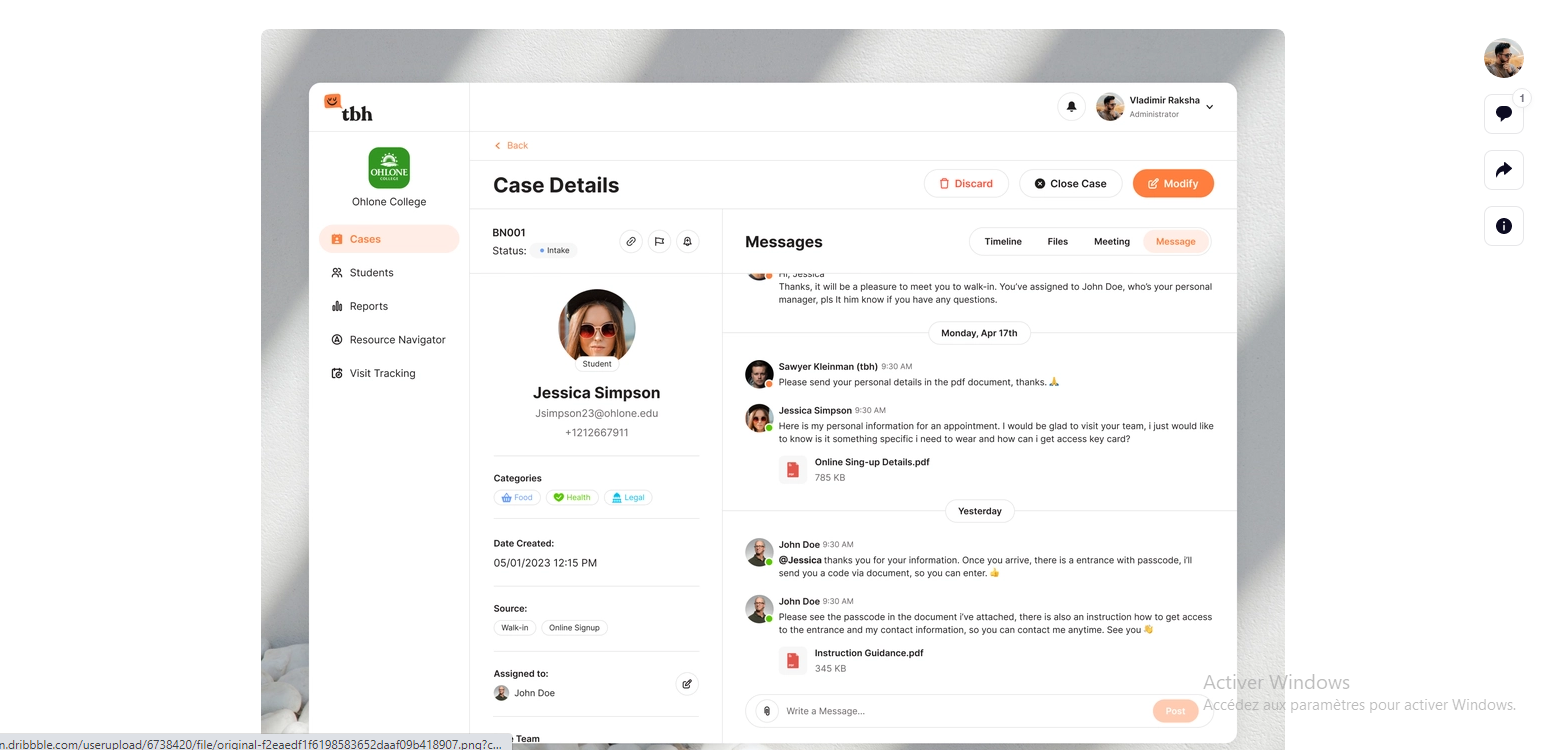 1
tbh
Vladimir Raksha
Administrator
OHLONE
COLLEGE
Ohlone College
Cases
Students
Reports
Resource Navigator
Visit Tracking
Back
Case Details
Discard
Close Case
Modify
BN001
Status: Intake
Student
Jessica Simpson
Jsimpson23@ohlone.edu
+1212667911
Categories
Food Health Legal
Date Created:
05/01/2023 12:15 PM
Source:
Walk-in Online Signup
Assigned to:
John Doe
Team
Messages
Timeline Files Meeting Message
Hi, Jessica
Thanks, it will be a pleasure to meet you to walk-in. You've assigned to John Doe, who's your personal
manager, pls lt him know if you have any questions.
Monday, Apr 17th
Sawyer Kleinman (tbh) 9:30 AM
Please send your personal details in the pdf document, thanks. 🙏
Jessica Simpson 9:30 AM
Here is my personal information for an appointment. I would be glad to visit your team, i just would like
to know is it something specific i need to wear and how can i get access key card?
Online Sing-up Details.pdf
785 KB
Yesterday
John Doe 9:30 AM
@Jessica thanks you for your information. Once you arrive, there is a entrance with passcode, i'll
send you a code via document, so you can enter. 👍
John Doe 9:30 AM
Please see the passcode in the document i've attached, there is also an instruction how to get access
to the entrance and my contact information, so you can contact me anytime. See you 👋
Instruction Guidance.pdf
345 KB
Write a Message...
Post
Activer Windows
Accédez aux paramètres pour activer Windows.
n.dribbble.com/userupload/6738420/file/original-f2eaedf1f6198583652daaf09b418907.png?c...